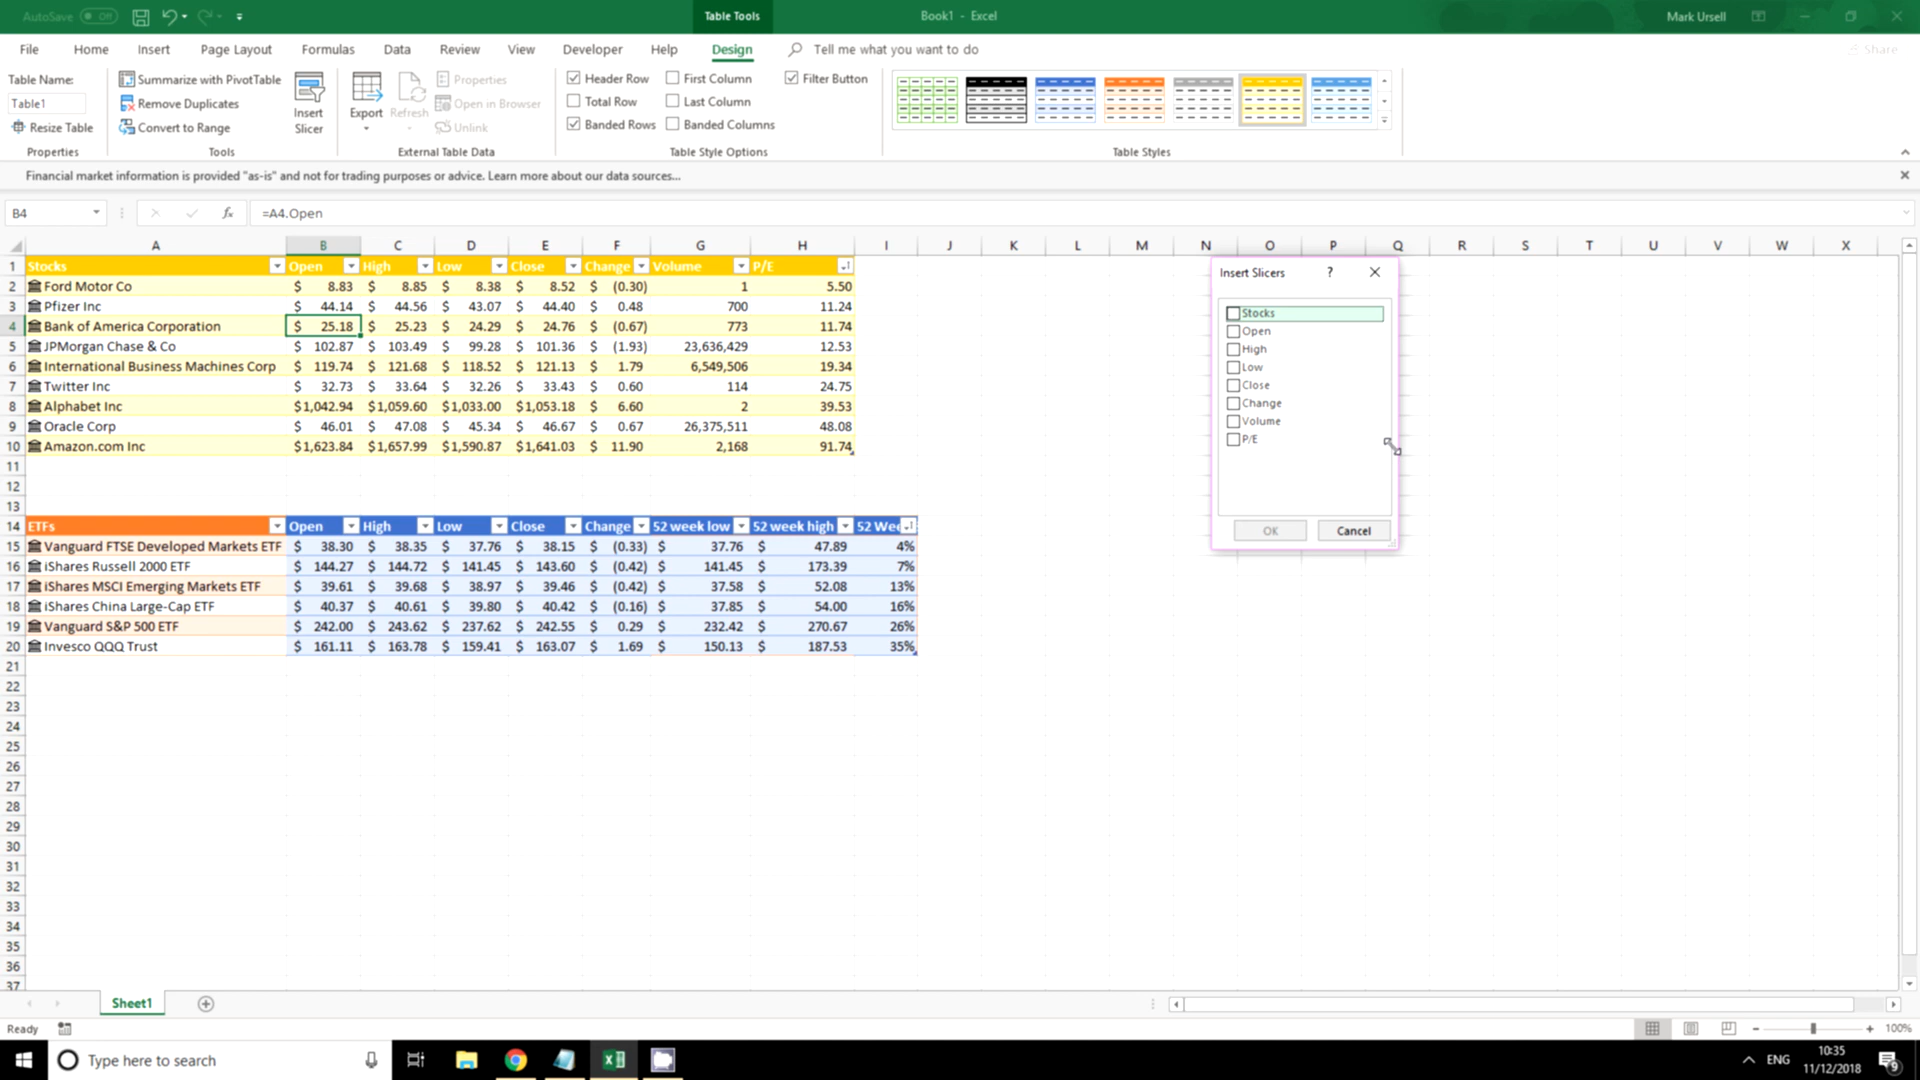 AutoSave Off
Table Tools
Book1 - Excel
Mark Ursell
File Home Insert Page Layout Formulas Data Review View Developer Help Design Tell me what you want to do Share
Table Name:
Table1
Resize Table
Properties
Summarize with PivotTable
Remove Duplicates
Convert to Range
Tools
Insert Slicer
Export Refresh
Properties
Open in Browser
Unlink
External Table Data
Header Row First Column Filter Button
Total Row Last Column
Banded Rows Banded Columns
Table Style Options
Table Styles
Financial market information is provided "as-is" and not for trading purposes or advice. Learn more about our data sources...
B4 fx =A4.Open
A B C D E F G H I J K L M N O P Q R S T U V W X
1 Stocks Open High Low Close Change Volume P/E
2 Ford Motor Co $ 8.83 $ 8.85 $ 8.38 $ 8.52 $ (0.30) 1 5.50
3 Pfizer Inc $ 44.14 $ 44.56 $ 43.07 $ 44.40 $ 0.48 700 11.24
4 Bank of America Corporation $ 25.18 $ 25.23 $ 24.29 $ 24.76 $ (0.67) 773 11.74
5 JPMorgan Chase & Co $ 102.87 $ 103.49 $ 99.28 $ 101.36 $ (1.93) 23,636,429 12.53
6 International Business Machines Corp $ 119.74 $ 121.68 $ 118.52 $ 121.13 $ 1.79 6,549,506 19.34
7 Twitter Inc $ 32.73 $ 33.64 $ 32.26 $ 33.43 $ 0.60 114 24.75
8 Alphabet Inc $1,042.94 $1,059.60 $1,033.00 $1,053.18 $ 6.60 2 39.53
9 Oracle Corp $ 46.01 $ 47.08 $ 45.34 $ 46.67 $ 0.67 26,375,511 48.08
10 Amazon.com Inc $1,623.84 $1,657.99 $1,590.87 $1,641.03 $ 11.90 2,168 91.74
11
12
13
14 ETFs Open High Low Close Change 52 week low 52 week high 52 Wee
15 Vanguard FTSE Developed Markets ETF $ 38.30 $ 38.35 $ 37.76 $ 38.15 $ (0.33) $ 37.76 $ 47.89 4%
16 iShares Russell 2000 ETF $ 144.27 $ 144.72 $ 141.45 $ 143.60 $ (0.42) $ 141.45 $ 173.39 7%
17 iShares MSCI Emerging Markets ETF $ 39.61 $ 39.68 $ 38.97 $ 39.46 $ (0.42) $ 37.58 $ 52.08 13%
18 iShares China Large-Cap ETF $ 40.37 $ 40.61 $ 39.80 $ 40.42 $ (0.16) $ 37.85 $ 54.00 16%
19 Vanguard S&P 500 ETF $ 242.00 $ 243.62 $ 237.62 $ 242.55 $ 0.29 $ 232.42 $ 270.67 26%
20 Invesco QQQ Trust $ 161.11 $ 163.78 $ 159.41 $ 163.07 $ 1.69 $ 150.13 $ 187.53 35%
21
22
23
24
25
26
27
28
29
30
31
32
33
34
35
36
37
Insert Slicers ?
Stocks
Open
High
Low
Close
Change
Volume
P/E
OK Cancel
Sheet1
Ready
100%
Type here to search
ENG
10:35
11/12/2018
9